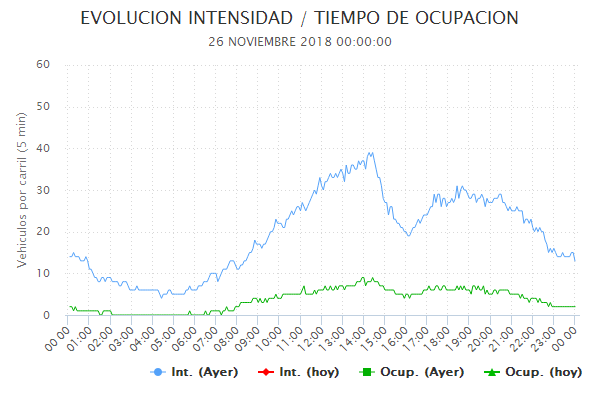 EVOLUCION INTENSIDAD / TIEMPO DE OCUPACION
26 NOVIEMBRE 2018 00:00:00
Vehiculos por carril (5 min)
60
50
40
30
20
10
0
00:00 01:00 02:00 03:00 04:00 05:00 06:00 07:00 08:00 09:00 10:00 11:00 12:00 13:00 14:00 15:00 16:00 17:00 18:00 19:00 20:00 21:00 22:00 23:00 00:00
Int. (Ayer) Int. (hoy) Ocup. (Ayer) Ocup. (hoy)